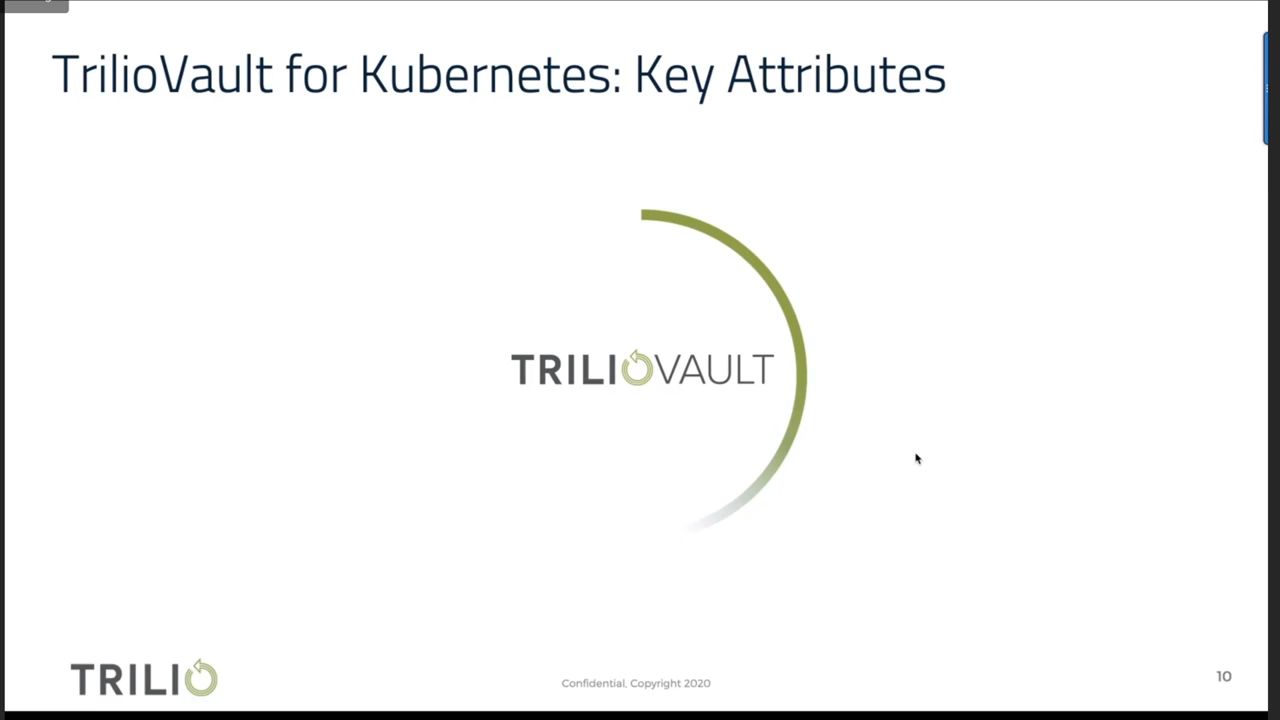 TrilioVault for Kubernetes: Key Attributes
TRILIOVAULT
TRILIO
Confidential, Copyright 2020
10